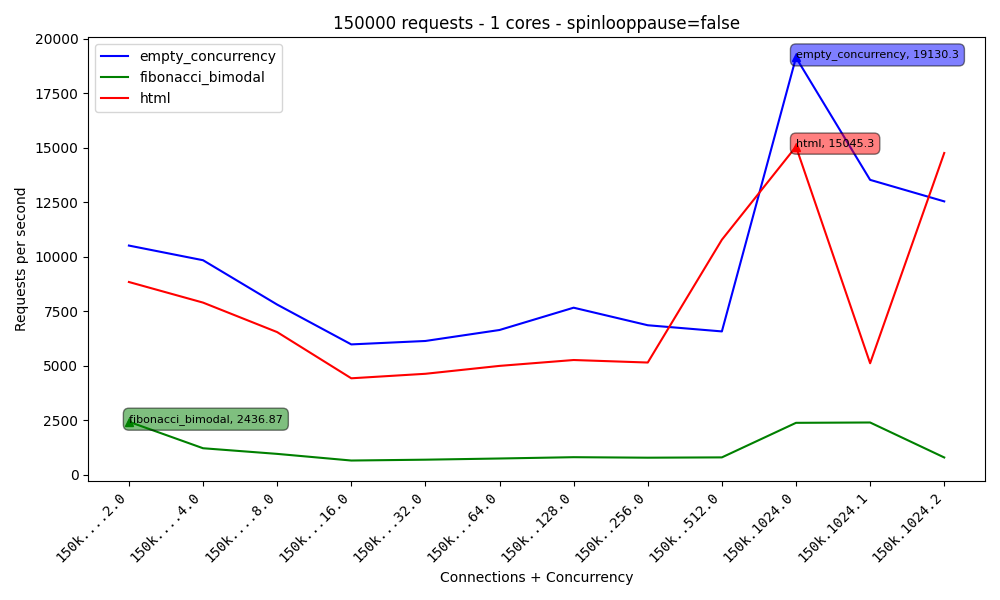 150000 requests - 1 cores - spinlooppause=false
empty_concurrency
fibonacci_bimodal
html
empty_concurrency, 19130.3
html, 15045.3
fibonacci_bimodal, 2436.87
Requests per second
20000
17500
15000
12500
10000
7500
5000
2500
0
150k....2.0
150k....4.0
150k....8.0
150k...16.0
150k...32.0
150k...64.0
150k..128.0
150k..256.0
150k..512.0
150k.1024.0
150k.1024.1
150k.1024.2
Connections + Concurrency